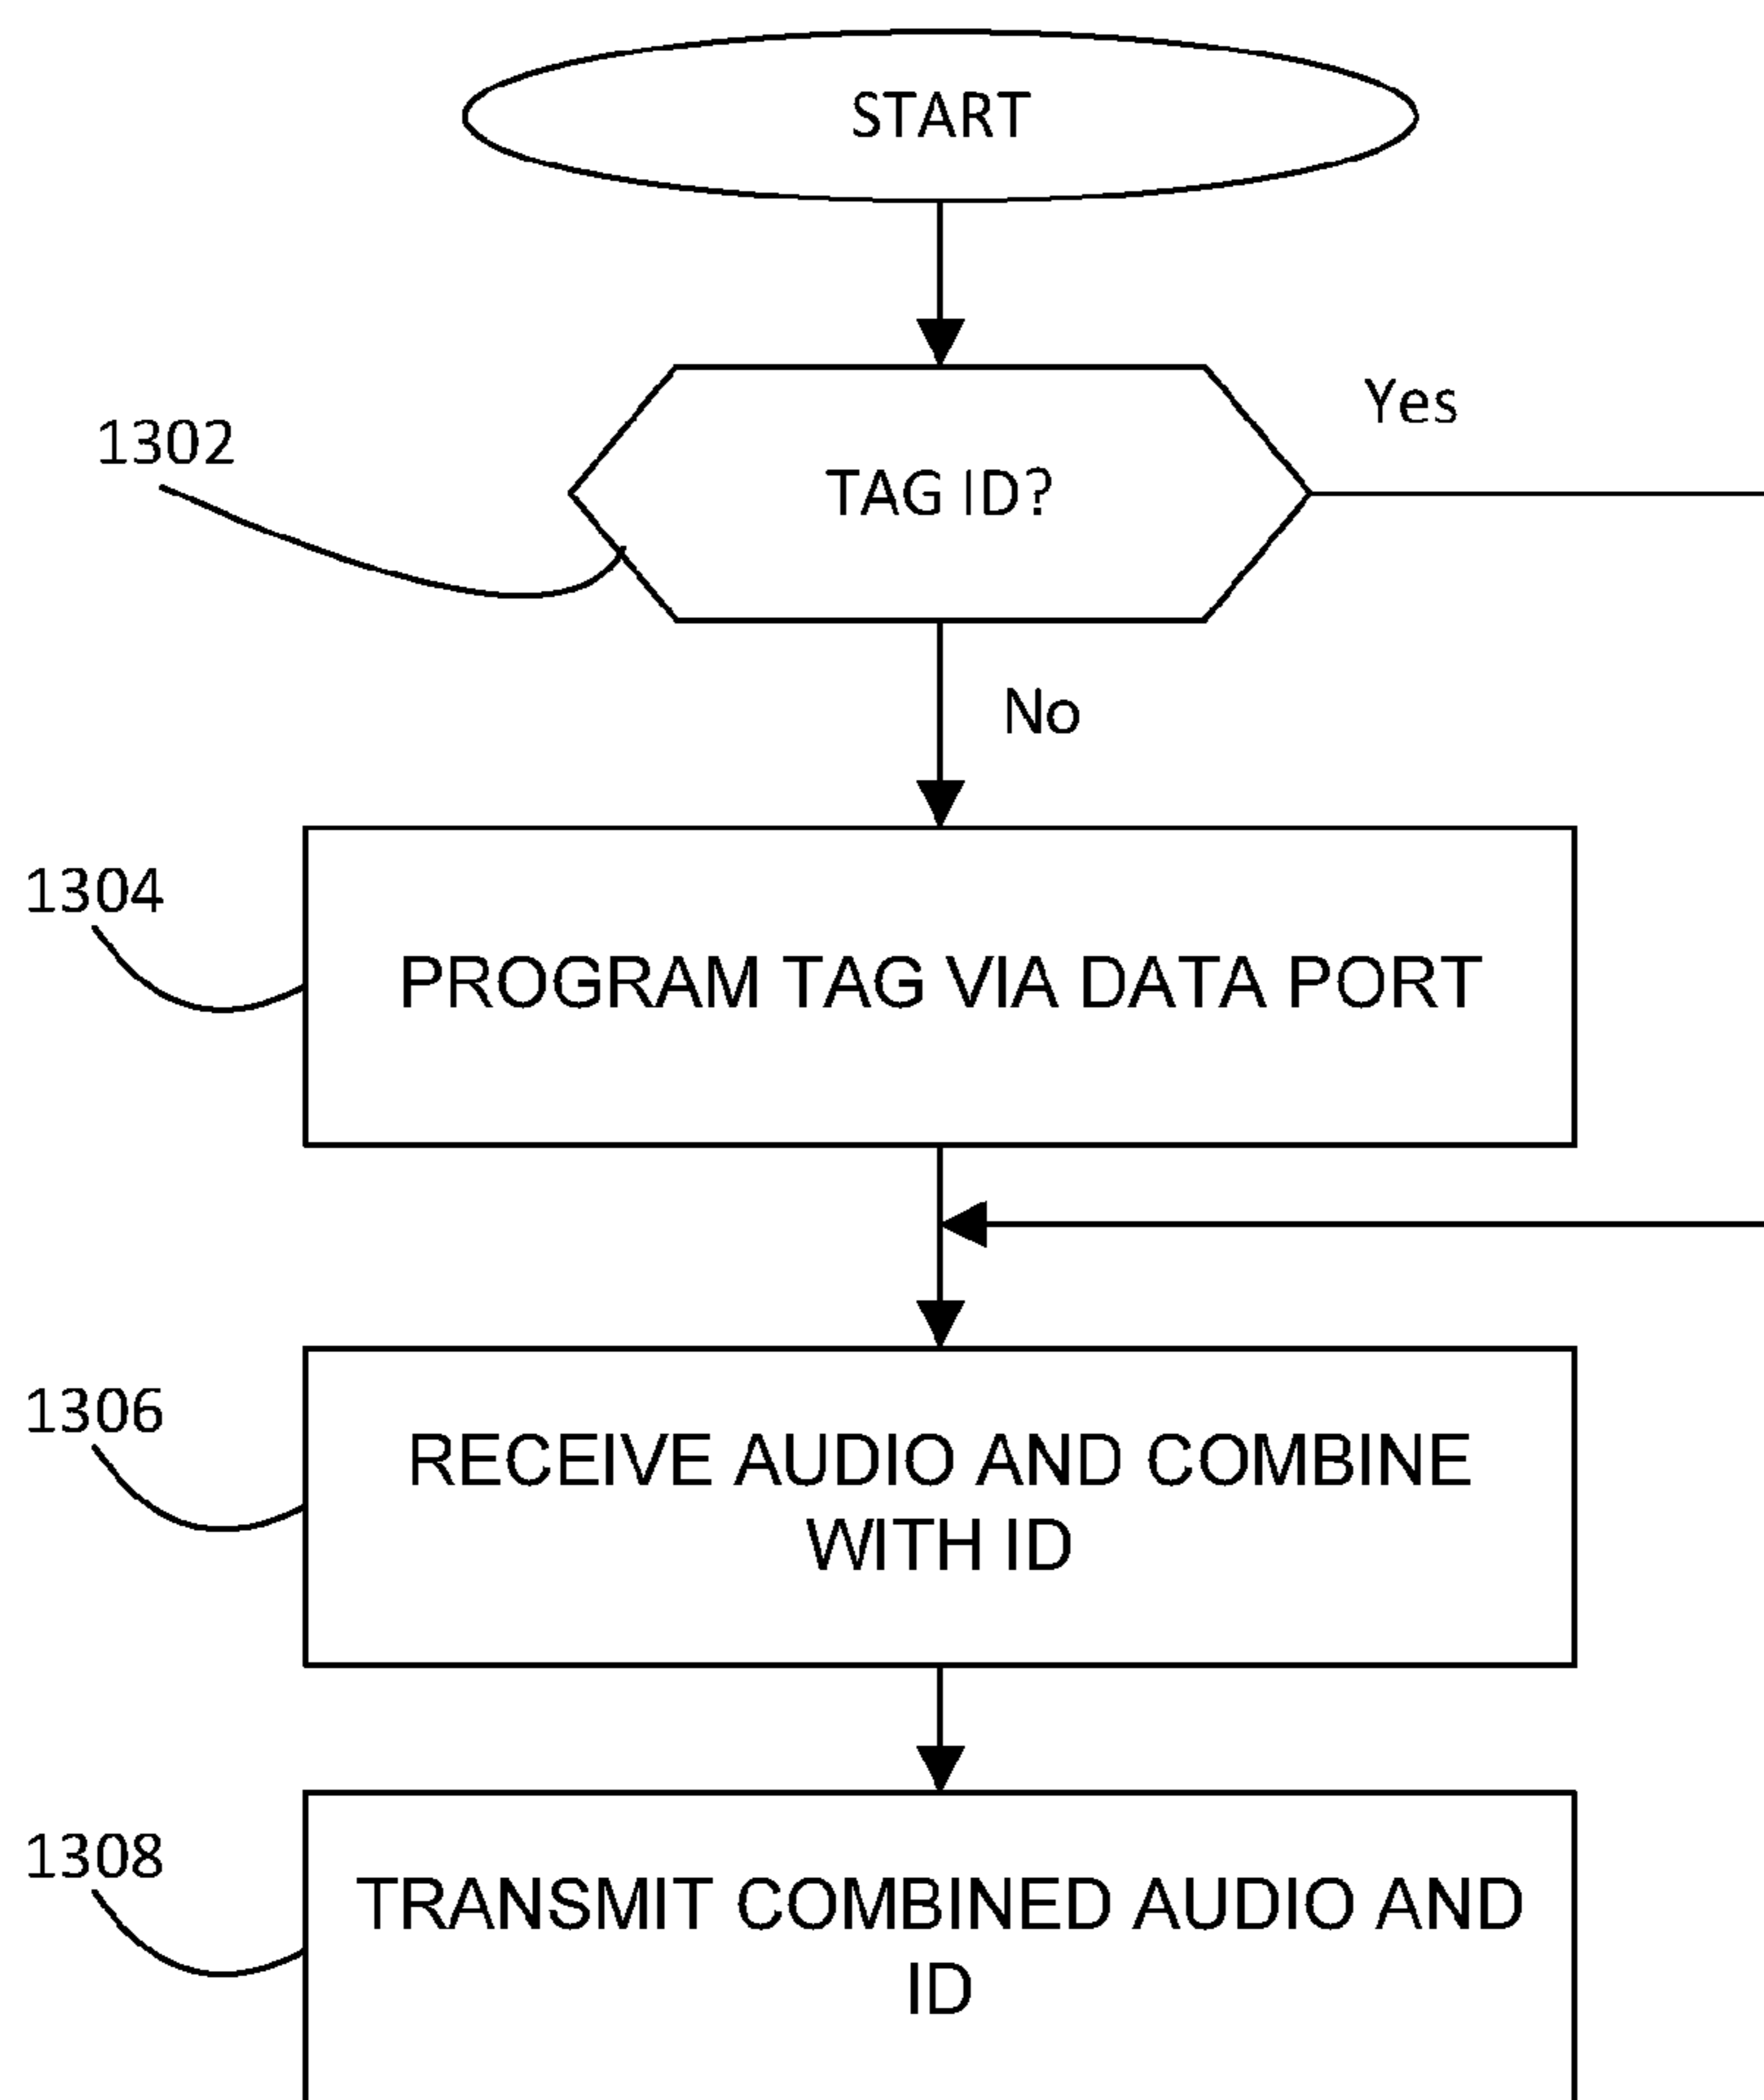 START
1302
TAG ID?
Yes
No
1304
PROGRAM TAG VIA DATA PORT
1306
RECEIVE AUDIO AND COMBINE
WITH ID
1308
TRANSMIT COMBINED AUDIO AND
ID